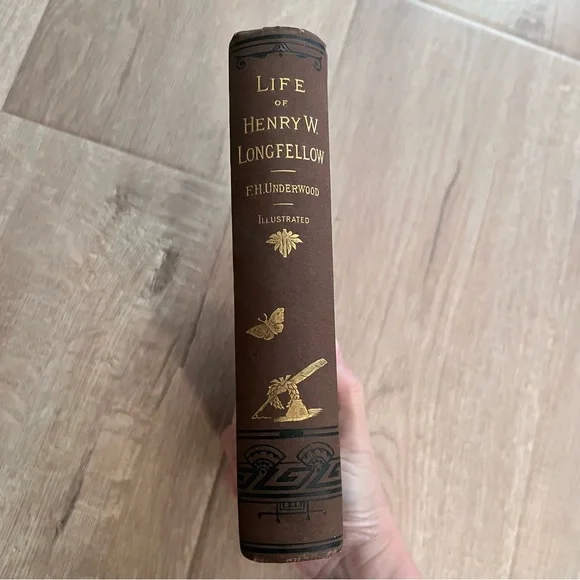 LIFE
OF
HENRY W.
LONGFELLOW
F.H. UNDERWOOD
ILLUSTRATED